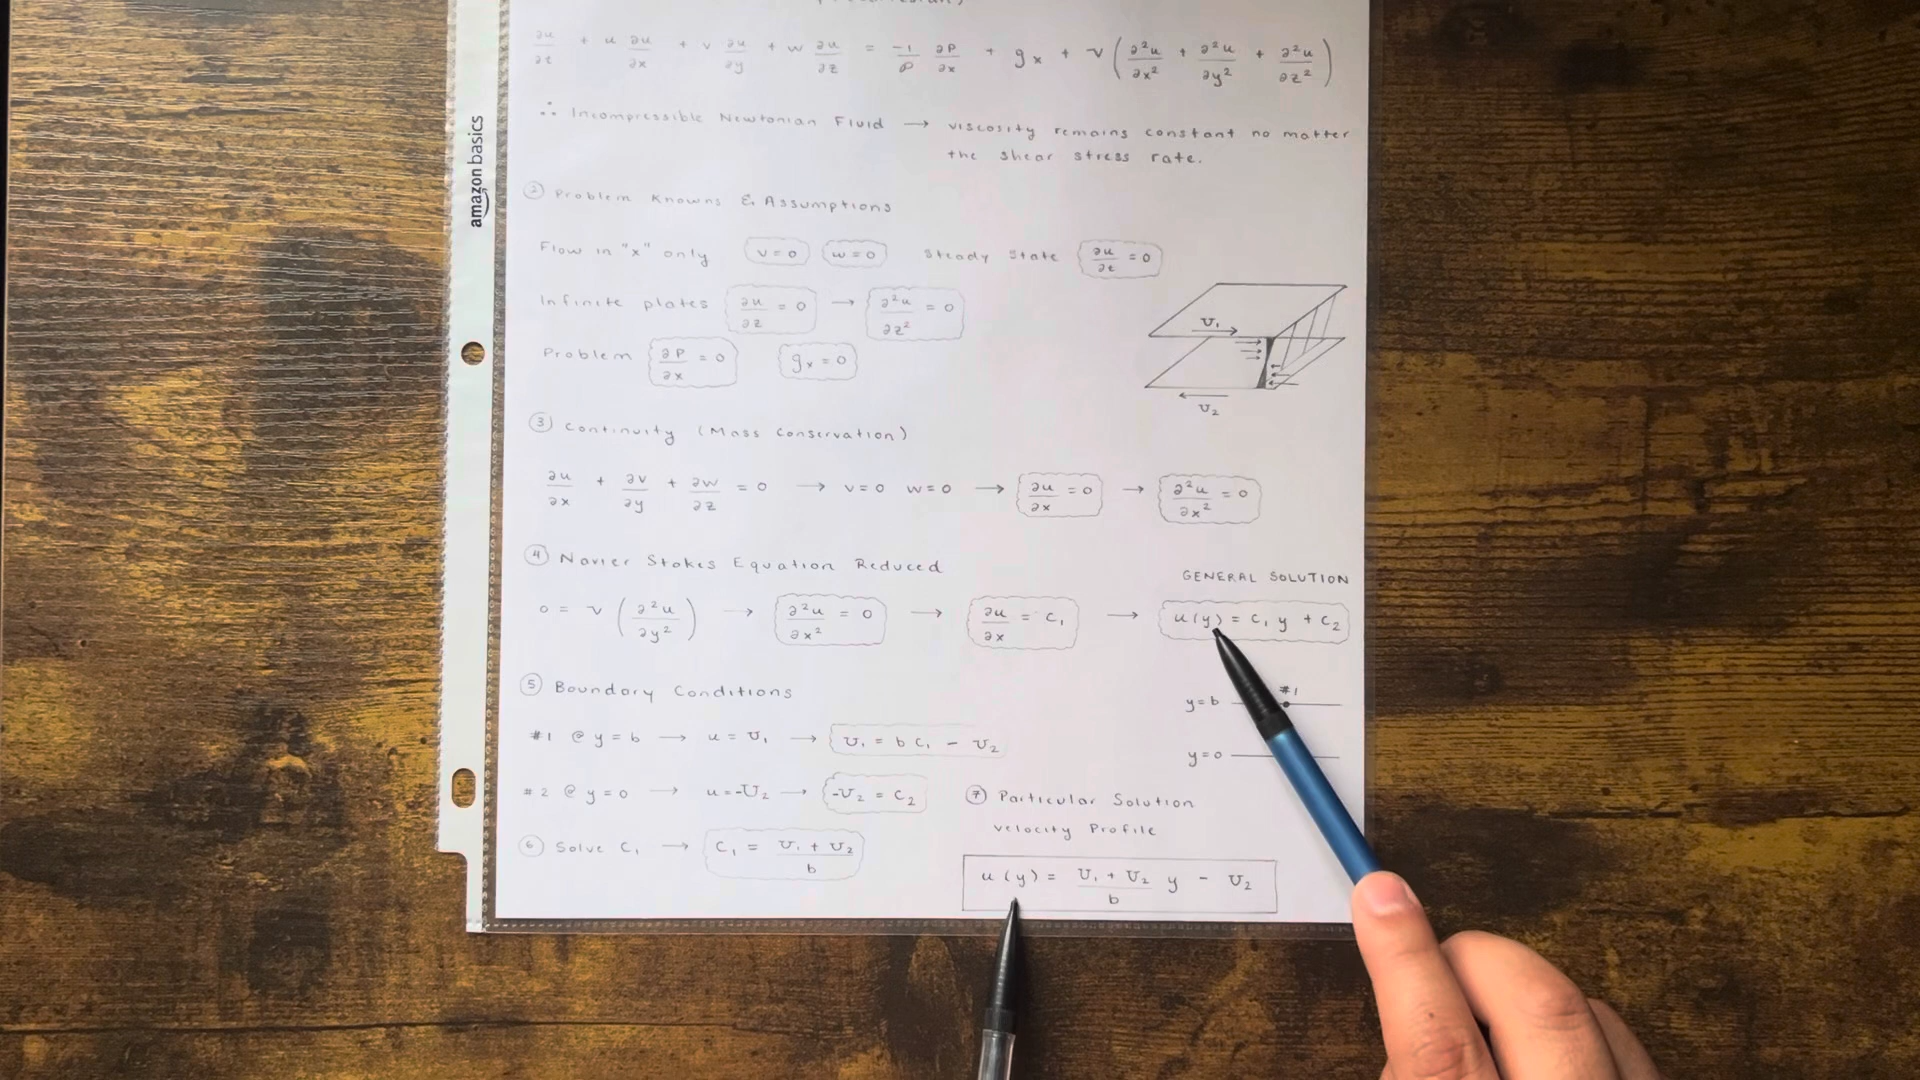 ∂u/∂t + u ∂u/∂x + v ∂u/∂y + w ∂u/∂z = -1/ρ ∂P/∂x + gx + ν (∂²u/∂x² + ∂²u/∂y² + ∂²u/∂z²)
∴ Incompressible Newtonian Fluid → viscosity remains constant no matter
the shear stress rate.
② Problem Knowns & Assumptions
Flow in "x" only v=0 w=0 Steady State ∂u/∂t = 0
Infinite plates ∂u/∂z = 0 → ∂²u/∂z² = 0
Problem ∂P/∂x = 0 gx = 0
U₁
U₂
③ Continuity (Mass Conservation)
∂u/∂x + ∂v/∂y + ∂w/∂z = 0 → v=0 w=0 → ∂u/∂x = 0 → ∂²u/∂x² = 0
④ Navier Stokes Equation Reduced
GENERAL SOLUTION
0 = ν (∂²u/∂y²) → ∂²u/∂x² = 0 → ∂u/∂x = C₁ → u(y) = C₁ y + C₂
⑤ Boundary Conditions
#1
y=b
y=0
#1 @ y=b → u = U₁ → U₁ = b C₁ - U₂
#2 @ y=0 → u=-U₂ → -U₂ = C₂
⑥ Solve C₁ → C₁ = U₁ + U₂ / b
⑦ Particular Solution
Velocity Profile
u(y) = U₁ + U₂ / b y - U₂
amazon basics